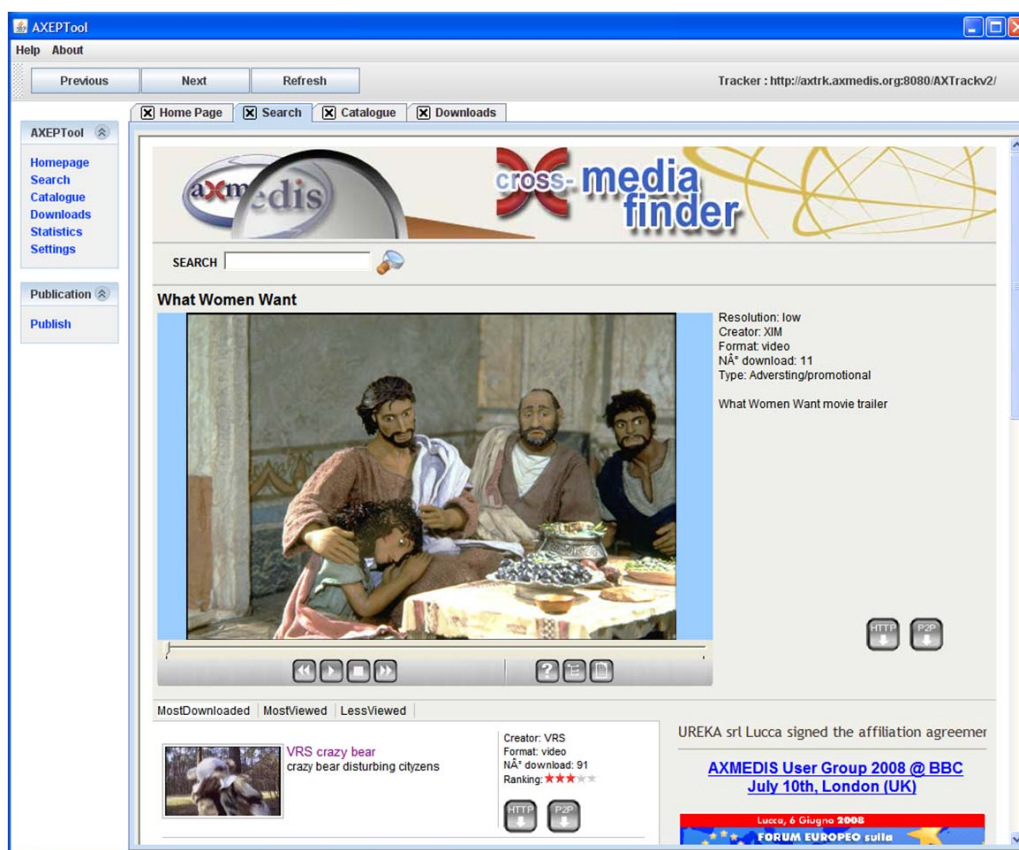 AXEPTool
Help About
Previous Next Refresh Tracker : http://axtrk.axmedis.org:8080/AXTrackv2/
Home Page Search Catalogue Downloads
AXEPTool
Homepage
Search
Catalogue
Downloads
Statistics
Settings
Publication
Publish
axmedis
cross-media
finder
SEARCH
What Women Want
Resolution: low
Creator: XIM
Format: video
NÂ° download: 11
Type: Adversting/promotional
What Women Want movie trailer
HTTP P2P
?
MostDownloaded MostViewed LessViewed
VRS crazy bear
crazy bear disturbing cityzens
Creator: VRS
Format: video
NÂ° download: 91
Ranking:
HTTP P2P
UREKA srl Lucca signed the affiliation agreemer
AXMEDIS User Group 2008 @ BBC
July 10th, London (UK)
Lucca, 6 Giugno 2008
FORUM EUROPEO sulla